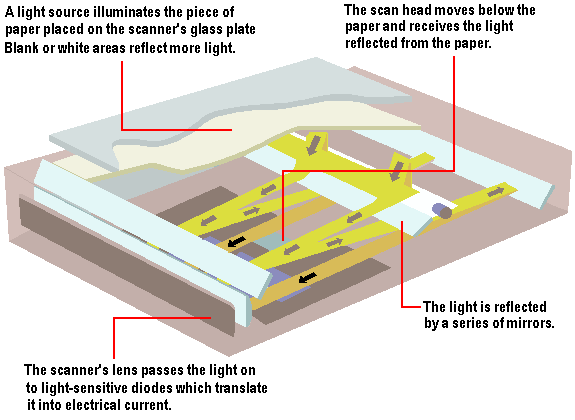 A light source illuminates the piece of
paper placed on the scanner's glass plate
Blank or white areas reflect more light.
The scan head moves below the
paper and receives the light
reflected from the paper.
The light is reflected
by a series of mirrors.
The scanner's lens passes the light on
to light-sensitive diodes which translate
it into electrical current.